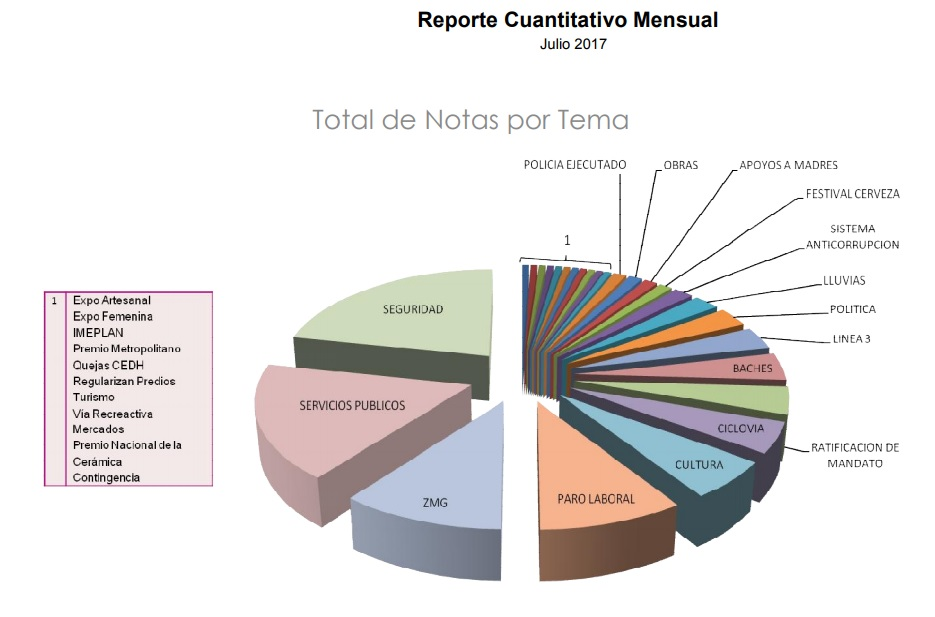 Reporte Cuantitativo Mensual
Julio 2017
Total de Notas por Tema
POLICIA EJECUTADO
OBRAS
APOYOS A MADRES
FESTIVAL CERVEZA
SISTEMA
ANTICORRUPCION
1
LLUVIAS
POLITICA
LINEA 3
BACHES
CICLOVIA
RATIFICACION DE
MANDATO
CULTURA
PARO LABORAL
ZMG
SERVICIOS PUBLICOS
SEGURIDAD
1 Expo Artesanal
Expo Femenina
IMEPLAN
Premio Metropolitano
Quejas CEDH
Regularizan Predios
Turismo
Vía Recreactiva
Mercados
Premio Nacional de la
Cerámica
Contingencia